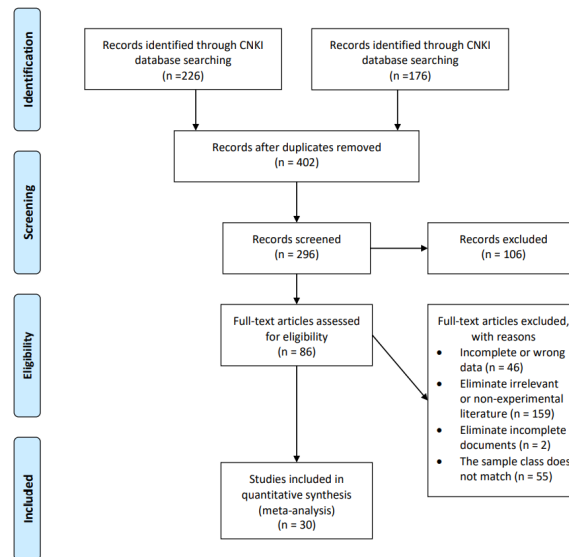 Identification
Records identified through CNKI
database searching
(n =226)
Records identified through CNKI
database searching
(n =176)
Records after duplicates removed
(n = 402)
Screening
Records screened
(n = 296)
Records excluded
(n = 106)
Eligibility
Full-text articles assessed
for eligibility
(n = 86)
Full-text articles excluded,
with reasons
• Incomplete or wrong
data (n = 46)
• Eliminate irrelevant
or non-experimental
literature (n = 159)
• Eliminate incomplete
documents (n = 2)
• The sample class does
not match (n = 55)
Included
Studies included in
quantitative synthesis
(meta-analysis)
(n = 30)